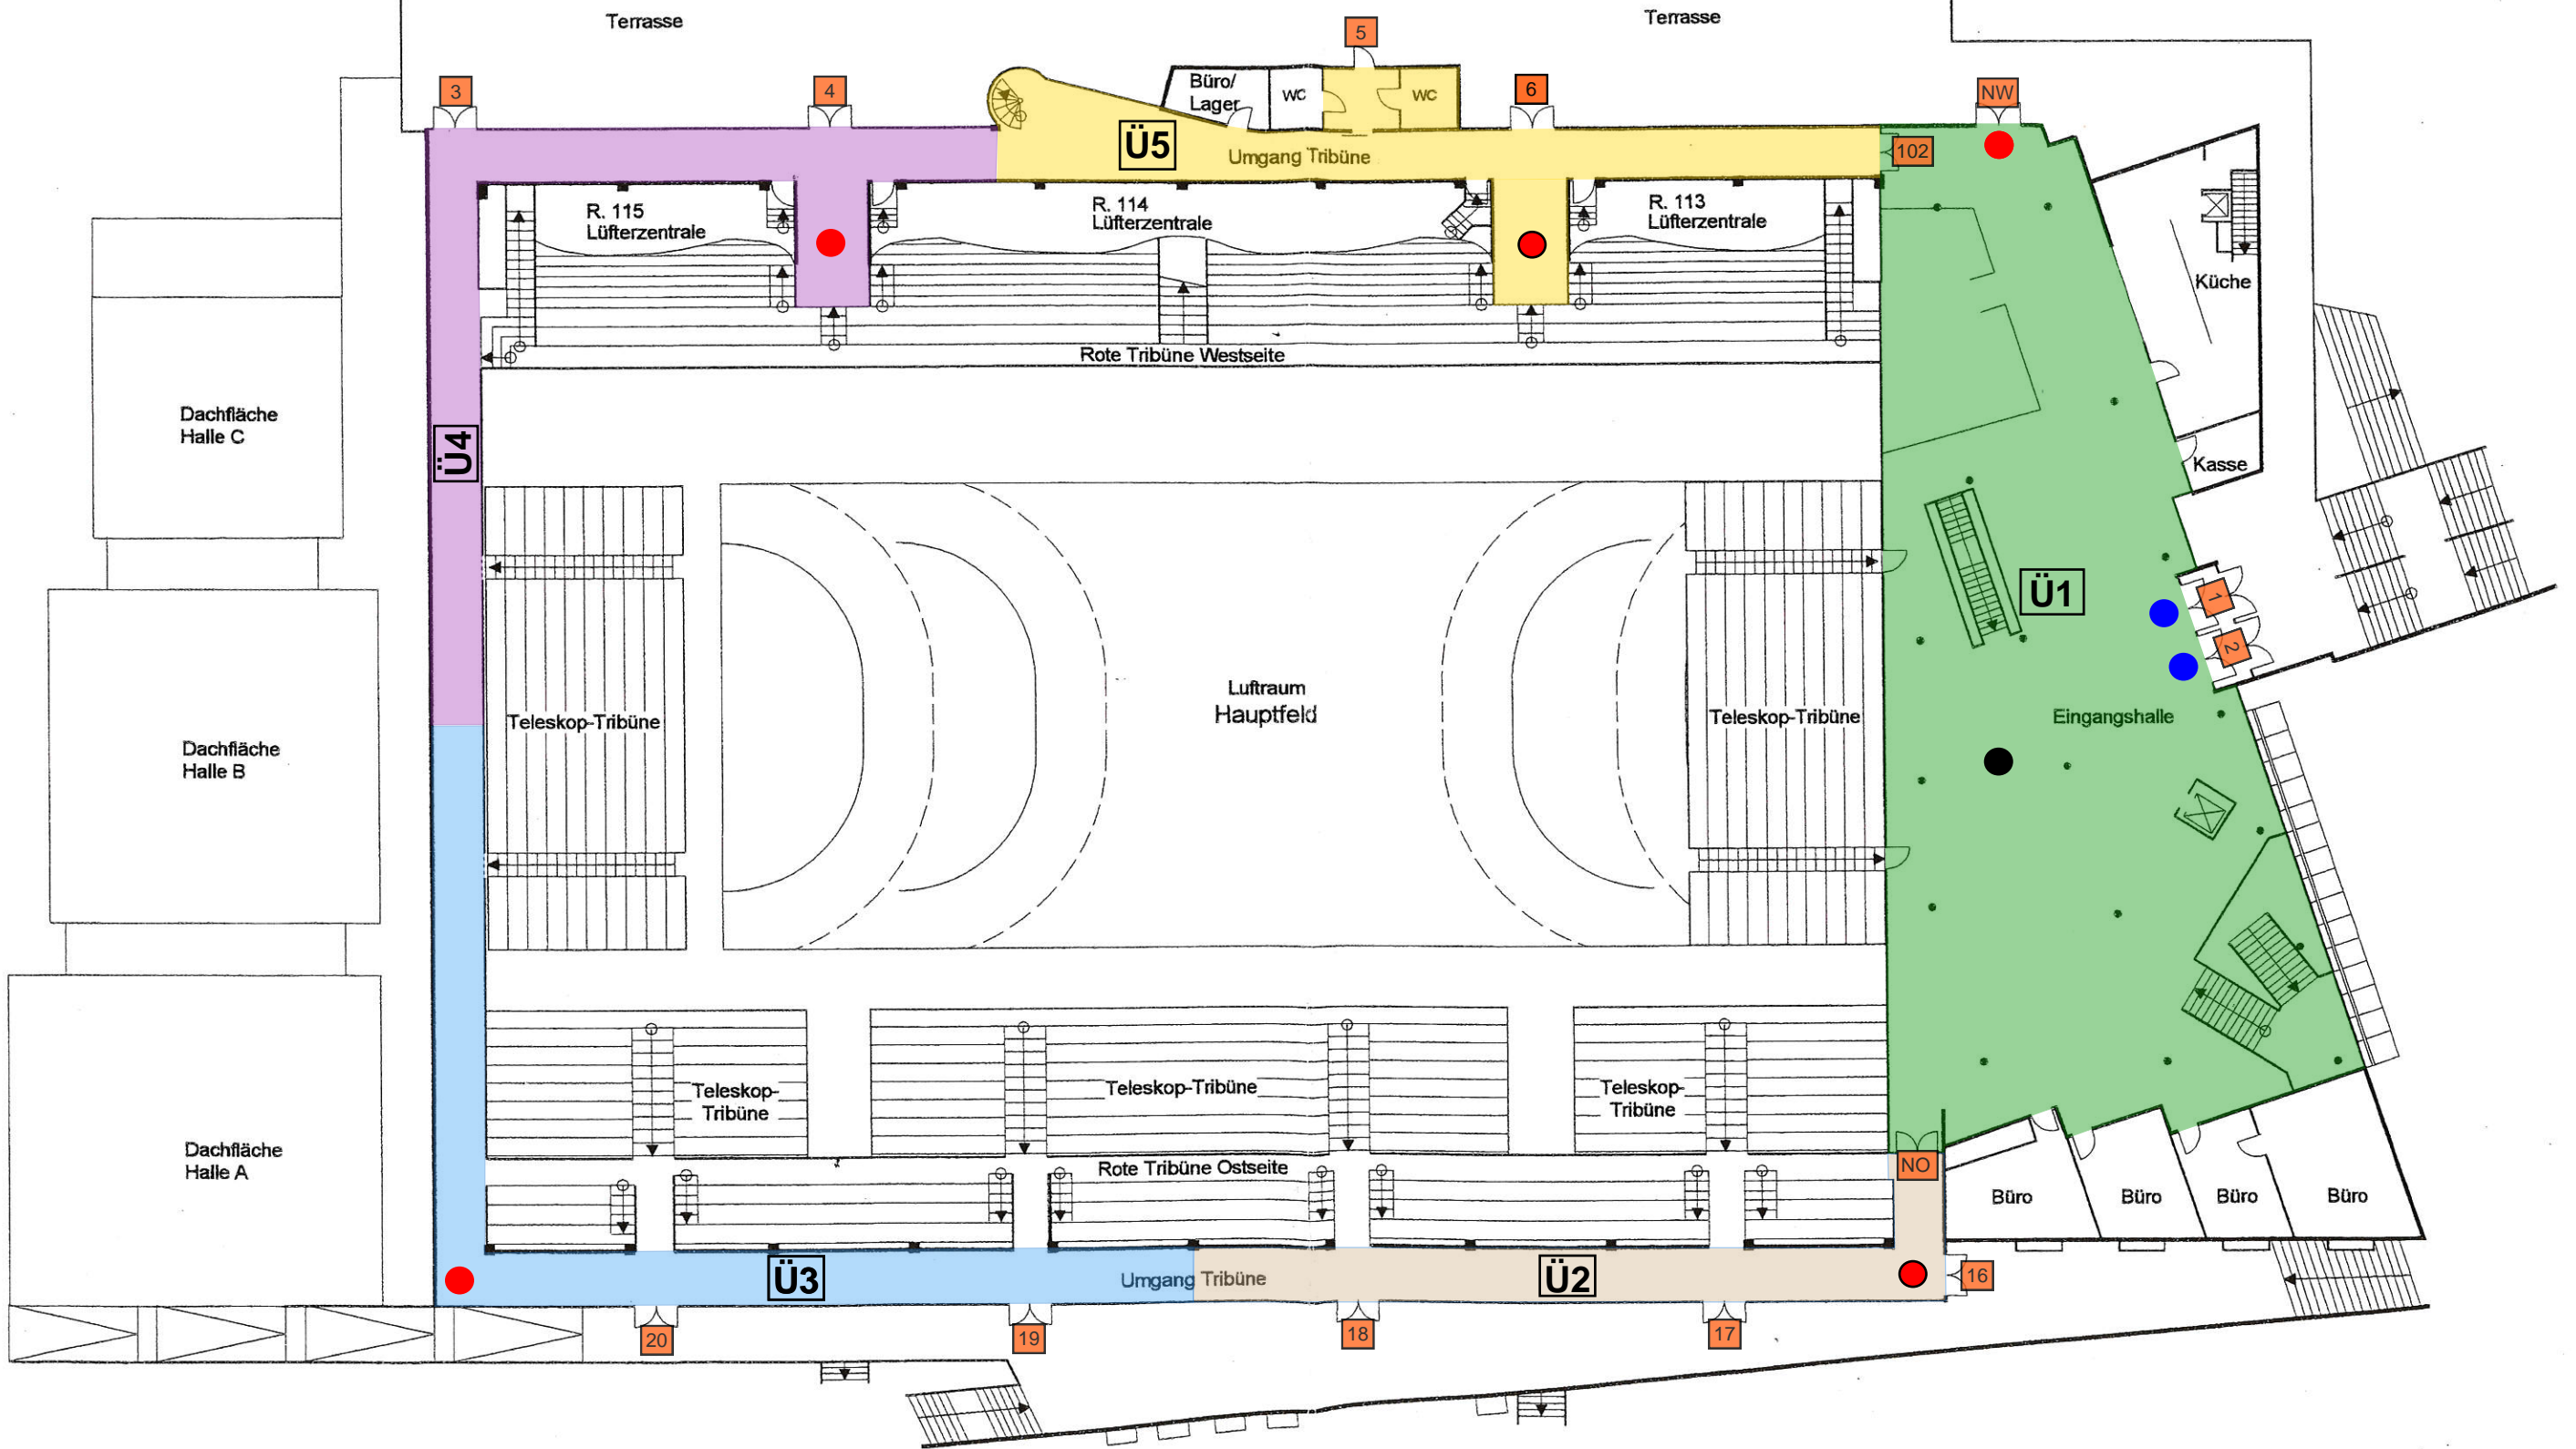 Terrasse
Terrasse
5
3
4
Büro/
Lager
WC
WC
6
NW
Ü5
Umgang Tribüne
102
R. 115
Lüfterzentrale
R. 114
Lüfterzentrale
R. 113
Lüfterzentrale
Küche
Rote Tribüne Westseite
Dachfläche
Halle C
Ü4
Kasse
Ü1
1
2
Luftraum
Hauptfeld
Teleskop-Tribüne
Teleskop-Tribüne
Eingangshalle
Dachfläche
Halle B
Teleskop-
Tribüne
Teleskop-Tribüne
Teleskop-
Tribüne
Dachfläche
Halle A
Rote Tribüne Ostseite
NO
Büro
Büro
Büro
Büro
Ü3
Umgang Tribüne
Ü2
16
20
19
18
17